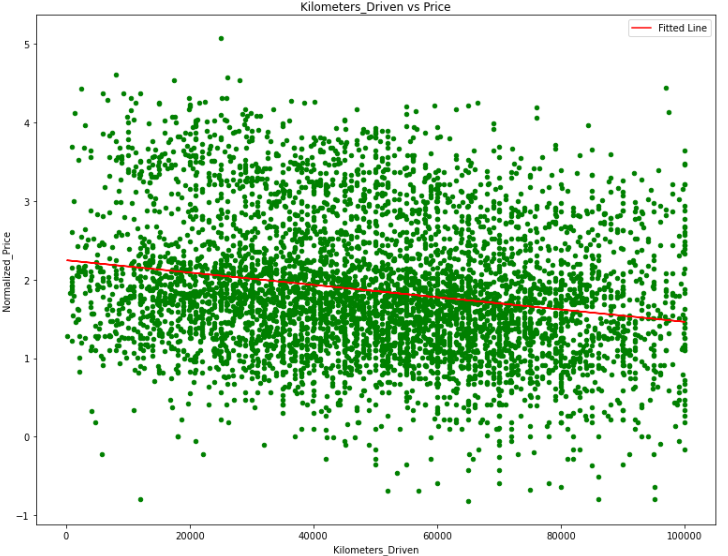 Kilometers_Driven vs Price
Fitted Line
Normalized_Price
5
4
3
2
1
0
−1
0 20000 40000 60000 80000 100000
Kilometers_Driven